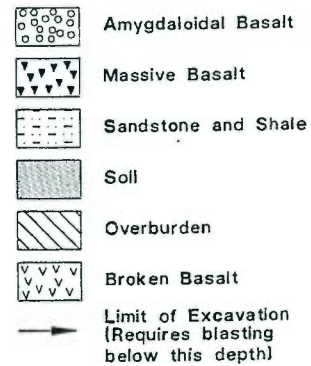 Amygdaloidal Basalt
Massive Basalt
Sandstone and Shale
Soil
Overburden
Broken Basalt
Limit of Excavation
(Requires blasting
below this depth)